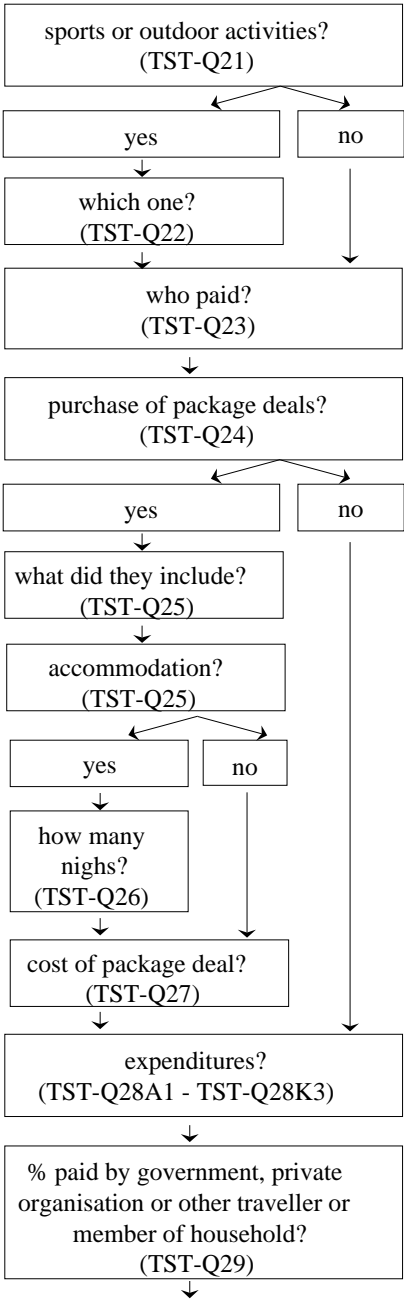 sports or outdoor activities?
(TST-Q21)
yes
no
which one?
(TST-Q22)
who paid?
(TST-Q23)
purchase of package deals?
(TST-Q24)
yes
no
what did they include?
(TST-Q25)
accommodation?
(TST-Q25)
yes
no
how many
nighs?
(TST-Q26)
cost of package deal?
(TST-Q27)
expenditures?
(TST-Q28A1 - TST-Q28K3)
% paid by government, private
organisation or other traveller or
member of household?
(TST-Q29)